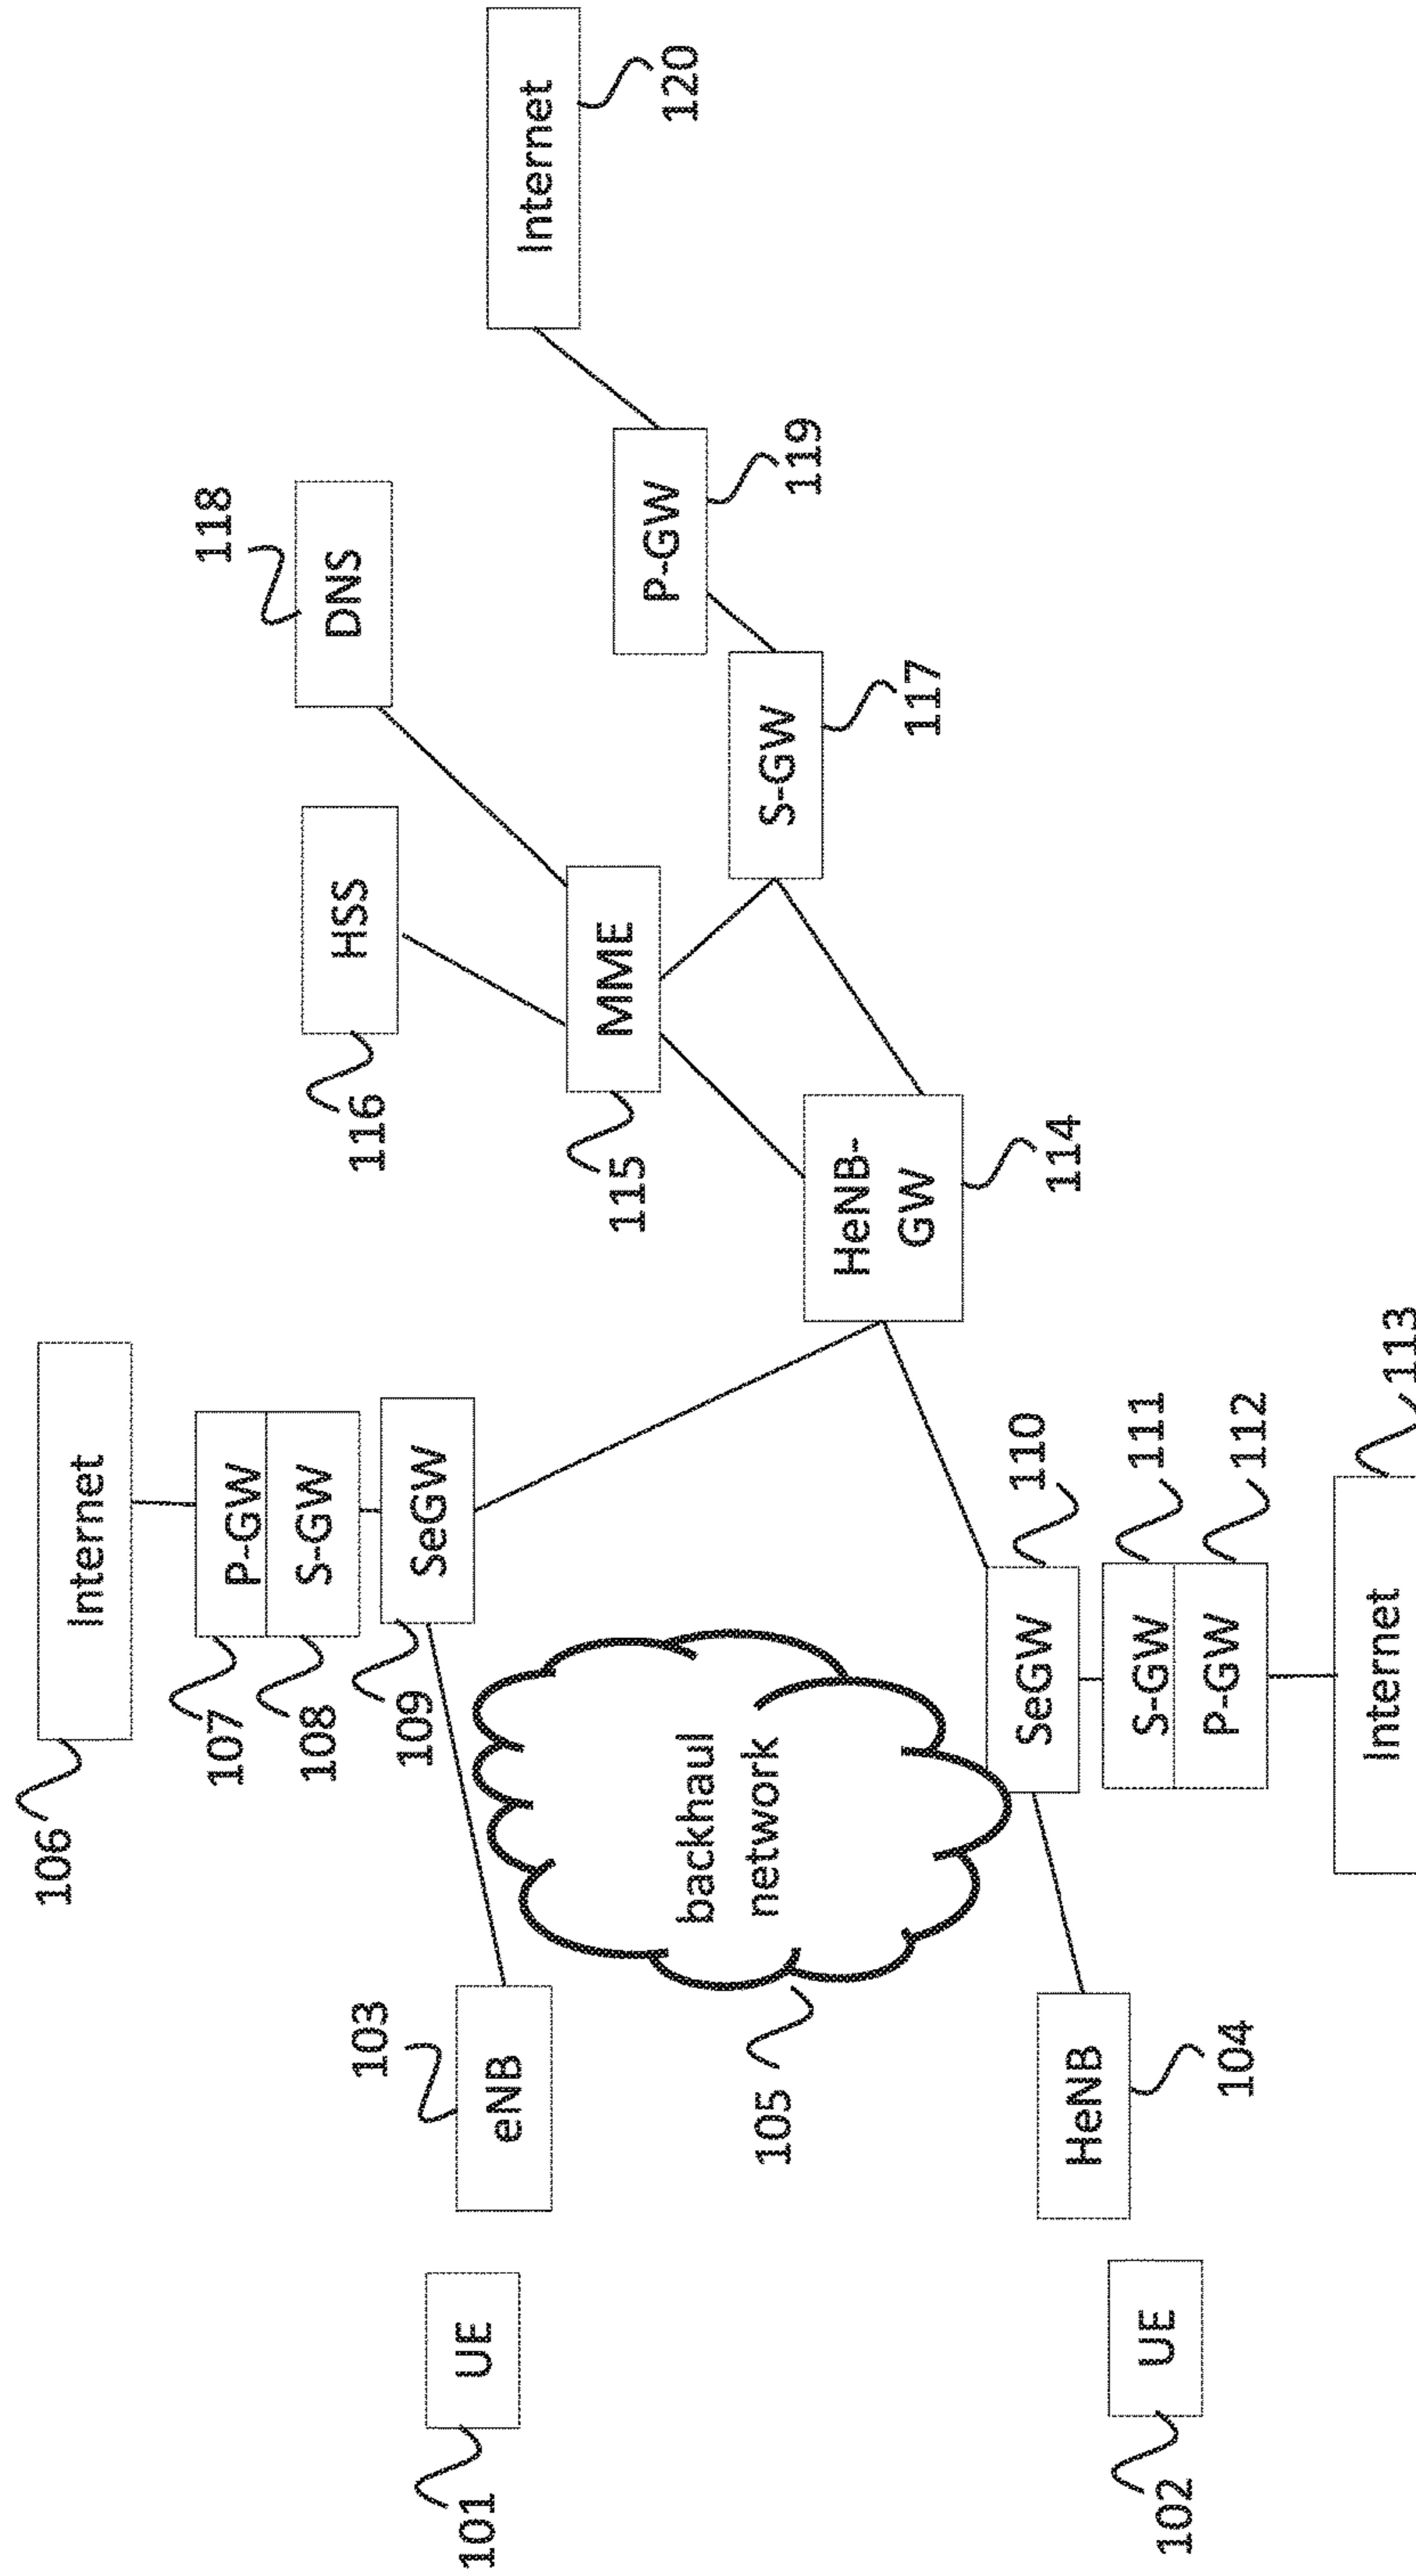 106
Internet
107
P-GW
108
S-GW
109
SeGW
118
DNS
116
HSS
Internet
120
115
MME
P-GW
119
S-GW
117
HeNB-
GW
114
103
eNB
101
UE
105
backhaul
network
SeGW
110
S-GW
111
P-GW
112
Internet
113
HeNB
104
UE
102